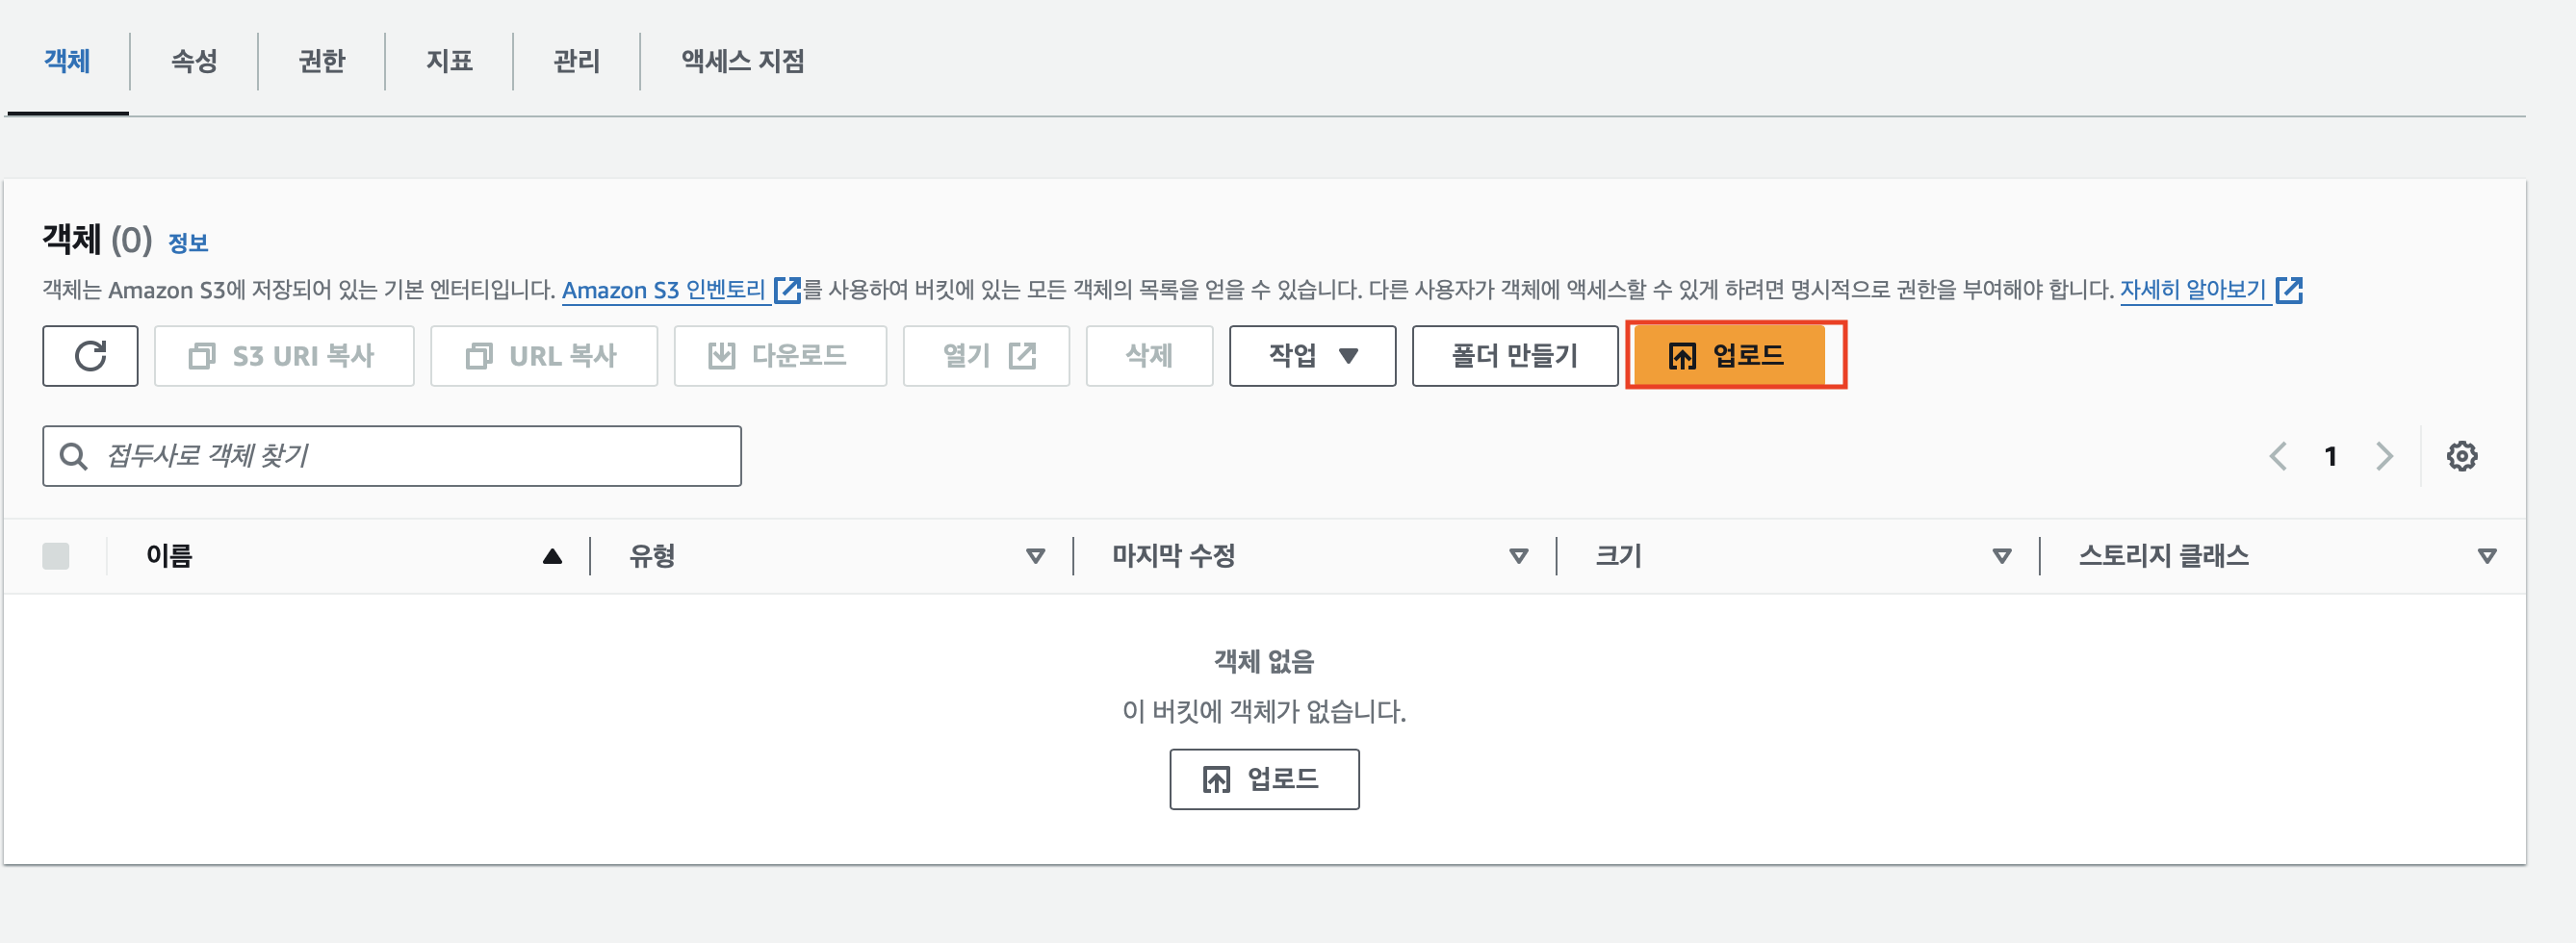 객체 속성 권한 지표 관리 액세스 지점
객체 (0) 정보
객체는 Amazon S3에 저장되어 있는 기본 엔터티입니다. Amazon S3 인벤토리 를 사용하여 버킷에 있는 모든 객체의 목록을 얻을 수 있습니다. 다른 사용자가 객체에 액세스할 수 있게 하려면 명시적으로 권한을 부여해야 합니다. 자세히 알아보기
S3 URI 복사 URL 복사 다운로드 열기 삭제 작업 폴더 만들기 업로드
접두사로 객체 찾기 1
이름 유형 마지막 수정 크기 스토리지 클래스
객체 없음
이 버킷에 객체가 없습니다.
업로드